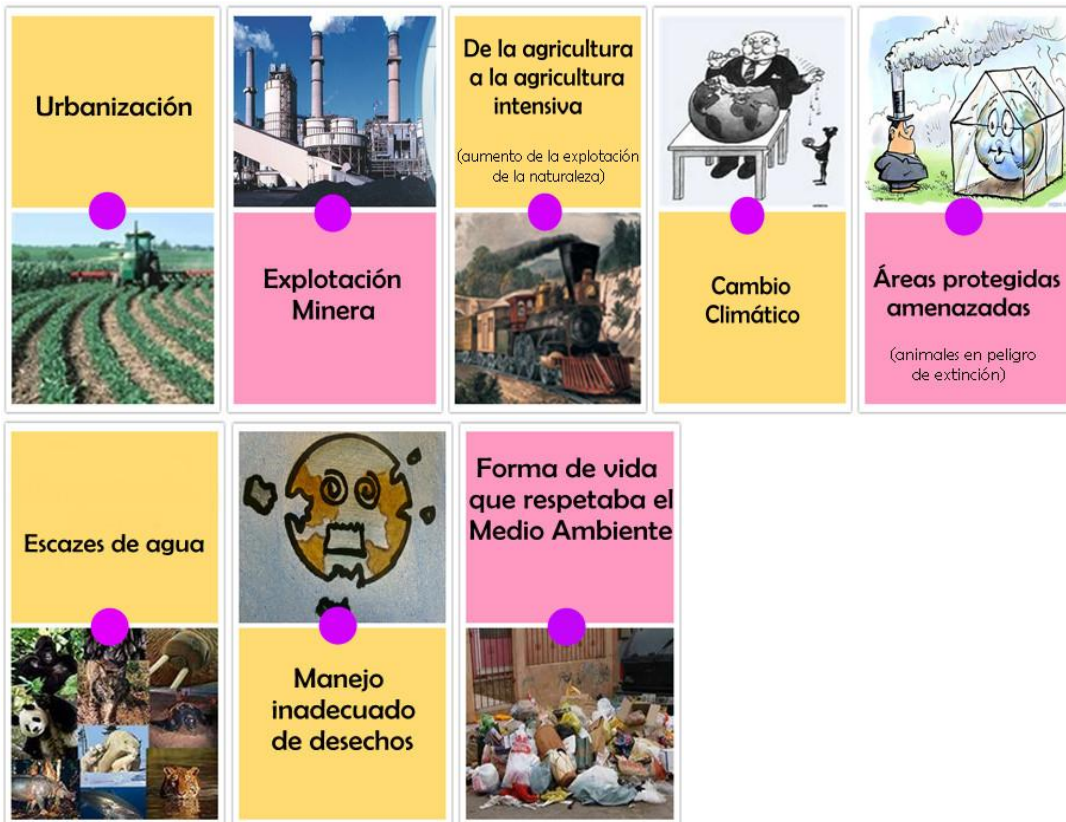 Urbanización
De la agricultura
a la agricultura
intensiva
(aumento de la explotación
de la naturaleza)
Explotación
Minera
Cambio
Climático
Áreas protegidas
amenazadas
(animales en peligro
de extinción)
Escazes de agua
Manejo
inadecuado
de desechos
Forma de vida
que respetaba el
Medio Ambiente